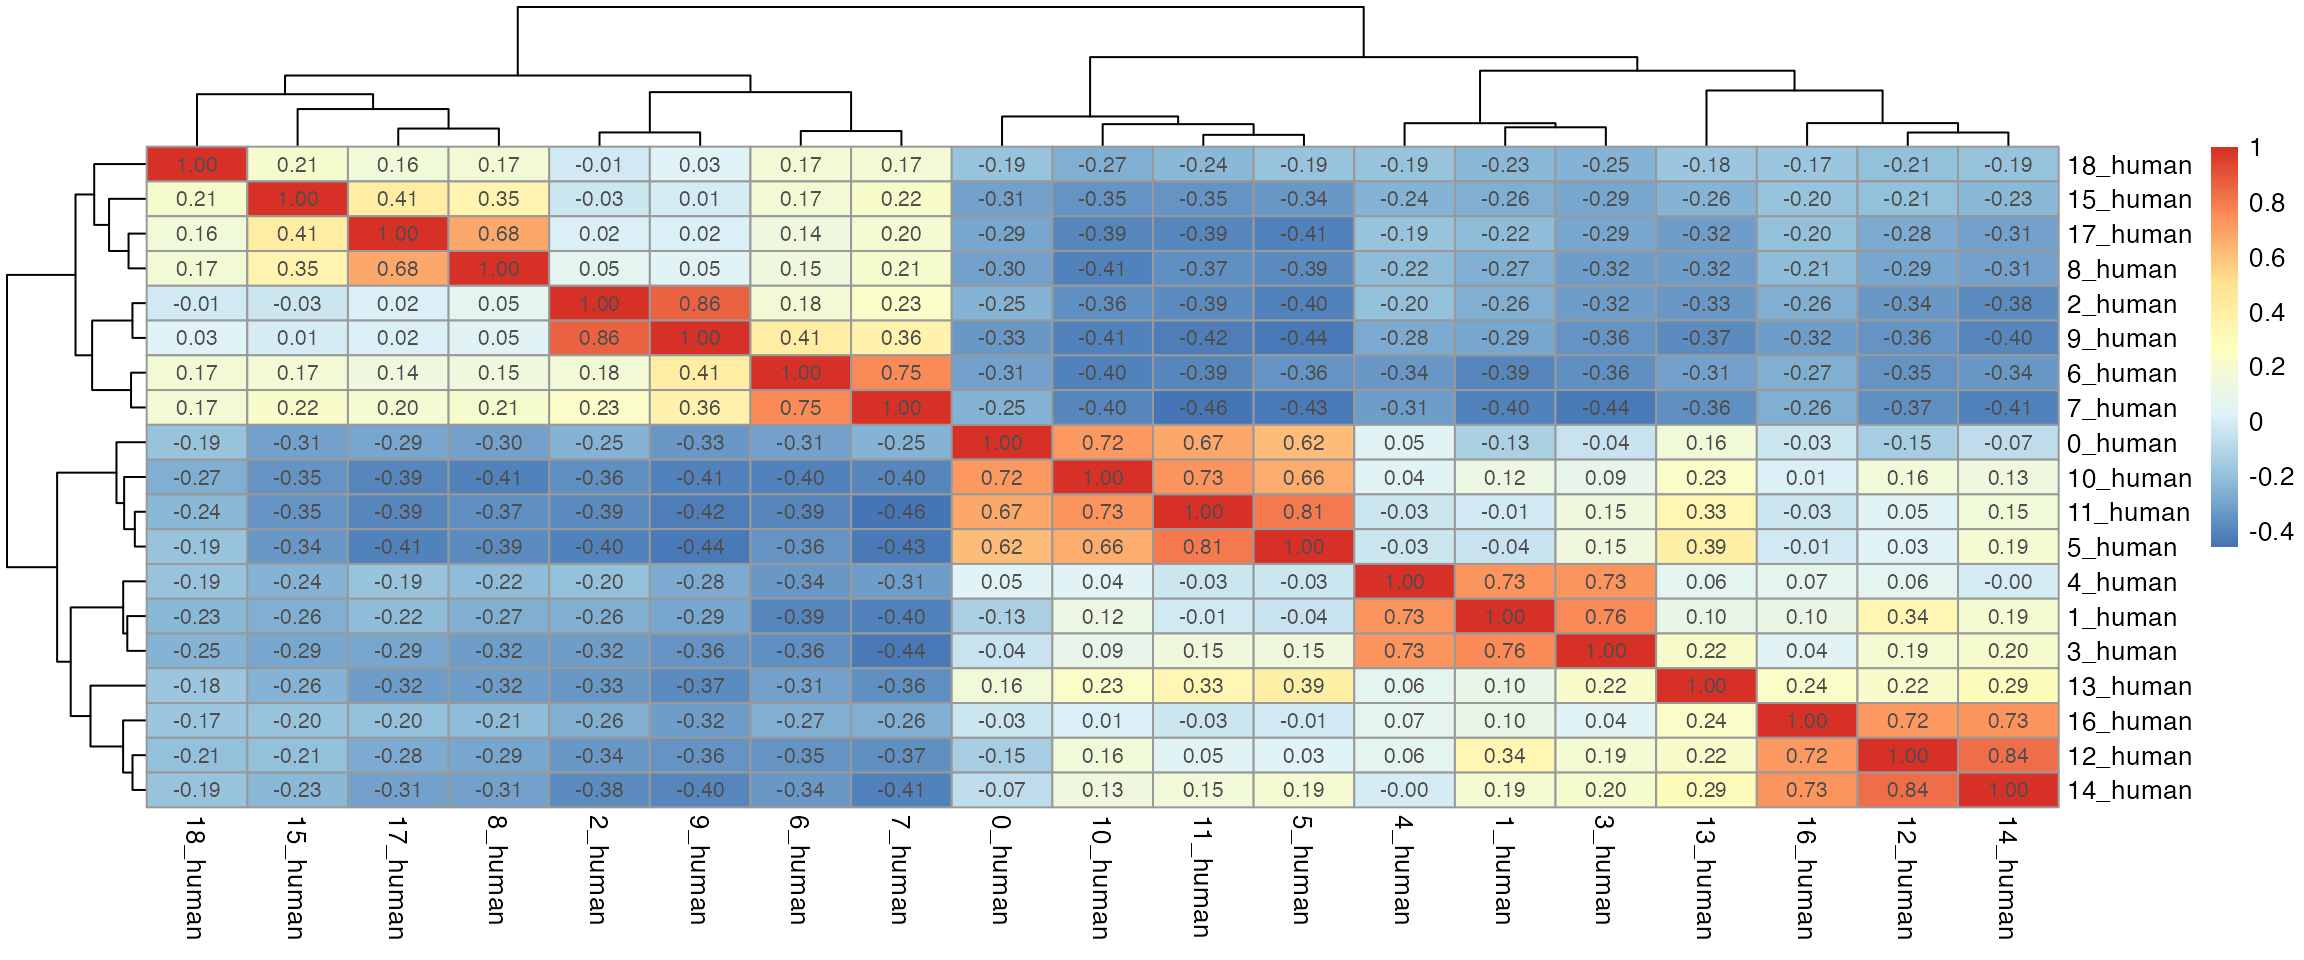 1.00 0.21 0.16 0.17 -0.01 0.03 0.17 0.17 -0.19 -0.27 -0.24 -0.19 -0.19 -0.23 -0.25 -0.18 -0.17 -0.21 -0.19 18_human
0.21 1.00 0.41 0.35 -0.03 0.01 0.17 0.22 -0.31 -0.35 -0.35 -0.34 -0.24 -0.26 -0.29 -0.26 -0.20 -0.21 -0.23 15_human
0.16 0.41 1.00 0.68 0.02 0.02 0.14 0.20 -0.29 -0.39 -0.39 -0.41 -0.19 -0.22 -0.29 -0.32 -0.20 -0.28 -0.31 17_human
0.17 0.35 0.68 1.00 0.05 0.05 0.15 0.21 -0.30 -0.41 -0.37 -0.39 -0.22 -0.27 -0.32 -0.32 -0.21 -0.29 -0.31 8_human
-0.01 -0.03 0.02 0.05 1.00 0.86 0.18 0.23 -0.25 -0.36 -0.39 -0.40 -0.20 -0.26 -0.32 -0.33 -0.26 -0.34 -0.38 2_human
0.03 0.01 0.02 0.05 0.86 1.00 0.41 0.36 -0.33 -0.41 -0.42 -0.44 -0.28 -0.29 -0.36 -0.37 -0.32 -0.36 -0.40 9_human
0.17 0.17 0.14 0.15 0.18 0.41 1.00 0.75 -0.31 -0.40 -0.39 -0.36 -0.34 -0.39 -0.36 -0.31 -0.27 -0.35 -0.34 6_human
0.17 0.22 0.20 0.21 0.23 0.36 0.75 1.00 -0.25 -0.40 -0.46 -0.43 -0.31 -0.40 -0.44 -0.36 -0.26 -0.37 -0.41 7_human
-0.19 -0.31 -0.29 -0.30 -0.25 -0.33 -0.31 -0.25 1.00 0.72 0.67 0.62 0.05 -0.13 -0.04 0.16 -0.03 -0.15 -0.07 0_human
-0.27 -0.35 -0.39 -0.41 -0.36 -0.41 -0.40 -0.40 0.72 1.00 0.73 0.66 0.04 0.12 0.09 0.23 0.01 0.16 0.13 10_human
-0.24 -0.35 -0.39 -0.37 -0.39 -0.42 -0.39 -0.46 0.67 0.73 1.00 0.81 -0.03 -0.01 0.15 0.33 -0.03 0.05 0.15 11_human
-0.19 -0.34 -0.41 -0.39 -0.40 -0.44 -0.36 -0.43 0.62 0.66 0.81 1.00 -0.03 -0.04 0.15 0.39 -0.01 0.03 0.19 5_human
-0.19 -0.24 -0.19 -0.22 -0.20 -0.28 -0.34 -0.31 0.05 0.04 -0.03 -0.03 1.00 0.73 0.73 0.06 0.07 0.06 -0.00 4_human
-0.23 -0.26 -0.22 -0.27 -0.26 -0.29 -0.39 -0.40 -0.13 0.12 -0.01 -0.04 0.73 1.00 0.76 0.10 0.10 0.34 0.19 1_human
-0.25 -0.29 -0.29 -0.32 -0.32 -0.36 -0.36 -0.44 -0.04 0.09 0.15 0.15 0.73 0.76 1.00 0.22 0.04 0.19 0.20 3_human
-0.18 -0.26 -0.32 -0.32 -0.33 -0.37 -0.31 -0.36 0.16 0.23 0.33 0.39 0.06 0.10 0.22 1.00 0.24 0.22 0.29 13_human
-0.17 -0.20 -0.20 -0.21 -0.26 -0.32 -0.27 -0.26 -0.03 0.01 -0.03 -0.01 0.07 0.10 0.04 0.24 1.00 0.72 0.73 16_human
-0.21 -0.21 -0.28 -0.29 -0.34 -0.36 -0.35 -0.37 -0.15 0.16 0.05 0.03 0.06 0.34 0.19 0.22 0.72 1.00 0.84 12_human
-0.19 -0.23 -0.31 -0.31 -0.38 -0.40 -0.34 -0.41 -0.07 0.13 0.15 0.19 -0.00 0.19 0.20 0.29 0.73 0.84 1.00 14_human
18_human
15_human
17_human
8_human
2_human
9_human
6_human
7_human
0_human
10_human
11_human
5_human
4_human
1_human
3_human
13_human
16_human
12_human
14_human
1
0.8
0.6
0.4
0.2
0
-0.2
-0.4